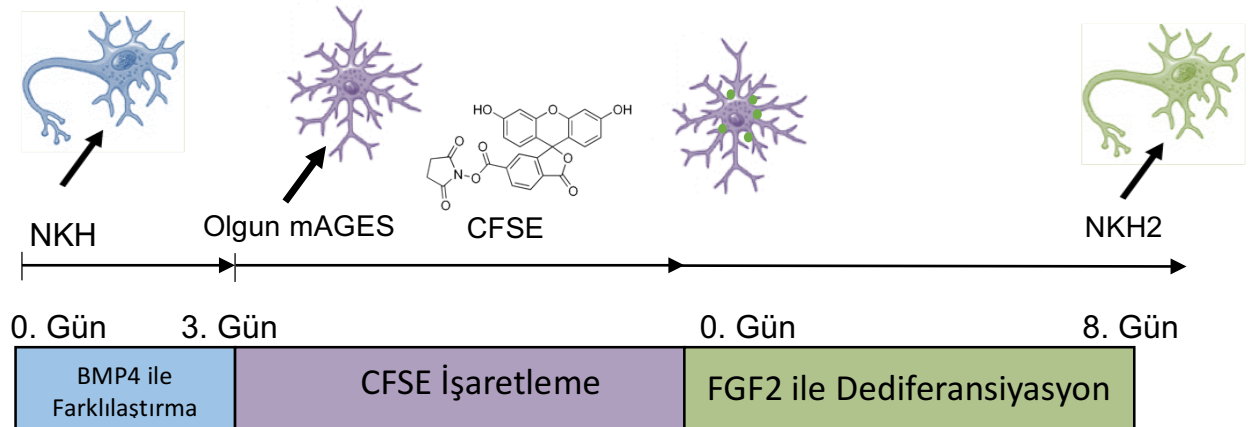 HO
O
OH
O
O
N
O
O
O
O
NKH
Olgun mAGES
CFSE
NKH2
0. Gün
3. Gün
0. Gün
8. Gün
BMP4 ile
Farklılaştırma
CFSE İşaretleme
FGF2 ile Dediferansiyasyon